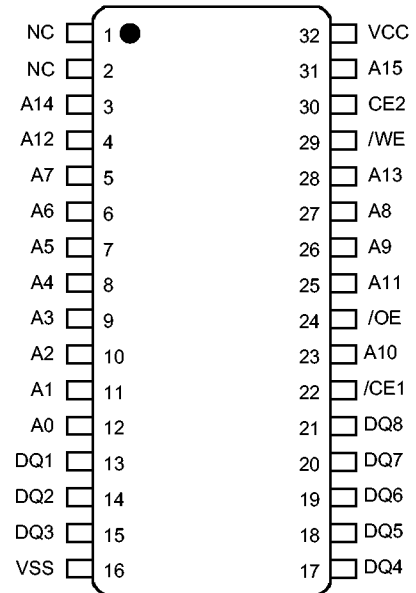 NC 1 32 VCC
NC 2 31 A15
A14 3 30 CE2
A12 4 29 /WE
A7 5 28 A13
A6 6 27 A8
A5 7 26 A9
A4 8 25 A11
A3 9 24 /OE
A2 10 23 A10
A1 11 22 /CE1
A0 12 21 DQ8
DQ1 13 20 DQ7
DQ2 14 19 DQ6
DQ3 15 18 DQ5
VSS 16 17 DQ4